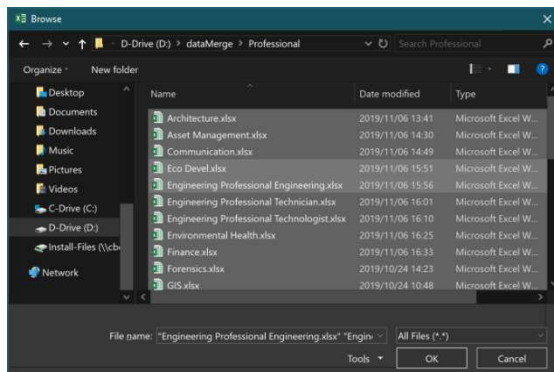 Browse
D-Drive (D:) > dataMerge > Professional
Search Professional
Organize
New folder
Desktop
Documents
Downloads
Music
Pictures
Videos
C-Drive (C:)
D-Drive (D:)
Install-Files (\\cb
Network
Name Date modified Type
Architecture.xlsx 2019/11/06 13:41 Microsoft Excel W...
Asset Management.xlsx 2019/11/06 14:30 Microsoft Excel W...
Communication.xlsx 2019/11/06 14:49 Microsoft Excel W...
Eco Devel.xlsx 2019/11/06 15:51 Microsoft Excel W...
Engineering Professional Engineering.xlsx 2019/11/06 15:56 Microsoft Excel W...
Engineering Professional Technician.xlsx 2019/11/06 16:01 Microsoft Excel W...
Engineering Professional Technologist.xlsx 2019/11/06 16:10 Microsoft Excel W...
Environmental Health.xlsx 2019/11/06 16:25 Microsoft Excel W...
Finance.xlsx 2019/11/06 16:33 Microsoft Excel W...
Forensics.xlsx 2019/10/24 14:23 Microsoft Excel W...
GIS.xlsx 2019/10/24 10:48 Microsoft Excel W...
File name: "Engineering Professional Engineering.xlsx" "Engin
All Files (*.*)
Tools OK Cancel